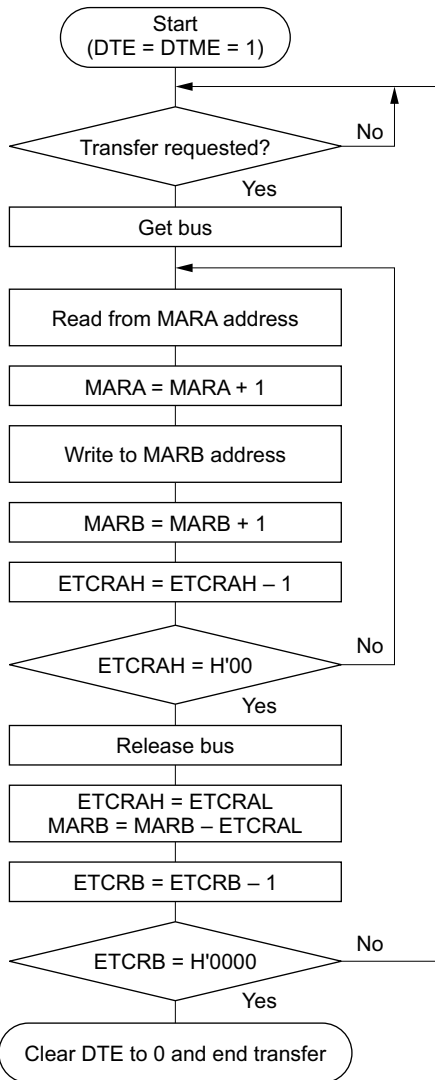 Start
(DTE = DTME = 1)
Transfer requested?
No
Yes
Get bus
Read from MARA address
MARA = MARA + 1
Write to MARB address
MARB = MARB + 1
ETCRAH = ETCRAH – 1
ETCRAH = H'00
No
Yes
Release bus
ETCRAH = ETCRAL
MARB = MARB – ETCRAL
ETCRB = ETCRB – 1
ETCRB = H'0000
No
Yes
Clear DTE to 0 and end transfer